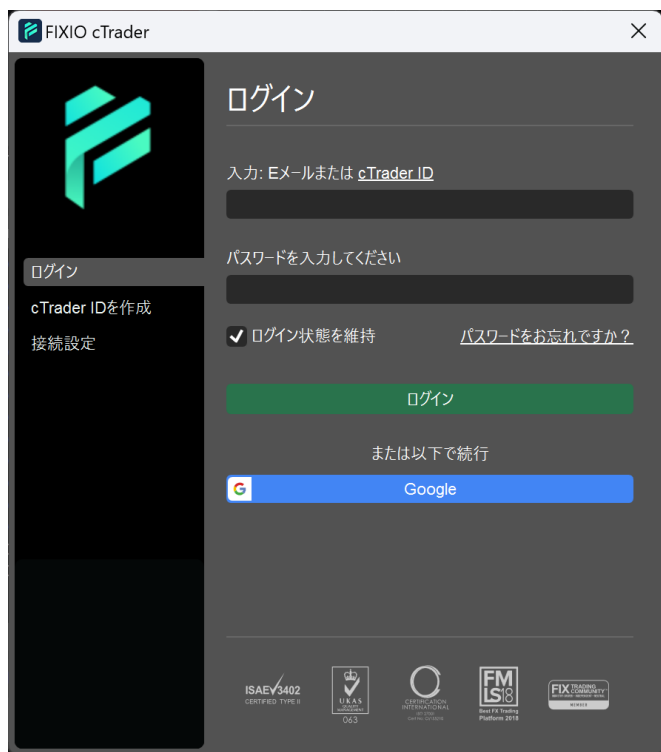 FIXIO cTrader
ログイン
cTrader IDを作成
接続設定
ログイン
入力: Eメールまたは cTrader ID
パスワードを入力してください
ログイン状態を維持
パスワードをお忘れですか？
ログイン
または以下で続行
G
Google
ISAE 3402
CERTIFIED TYPE II
UKAS
063
CERTIFICATION
INTERNATIONAL
FM
LS18
Best FX Trading
Platform 2018
FIX TRADING
COMMUNITY
MEMBER